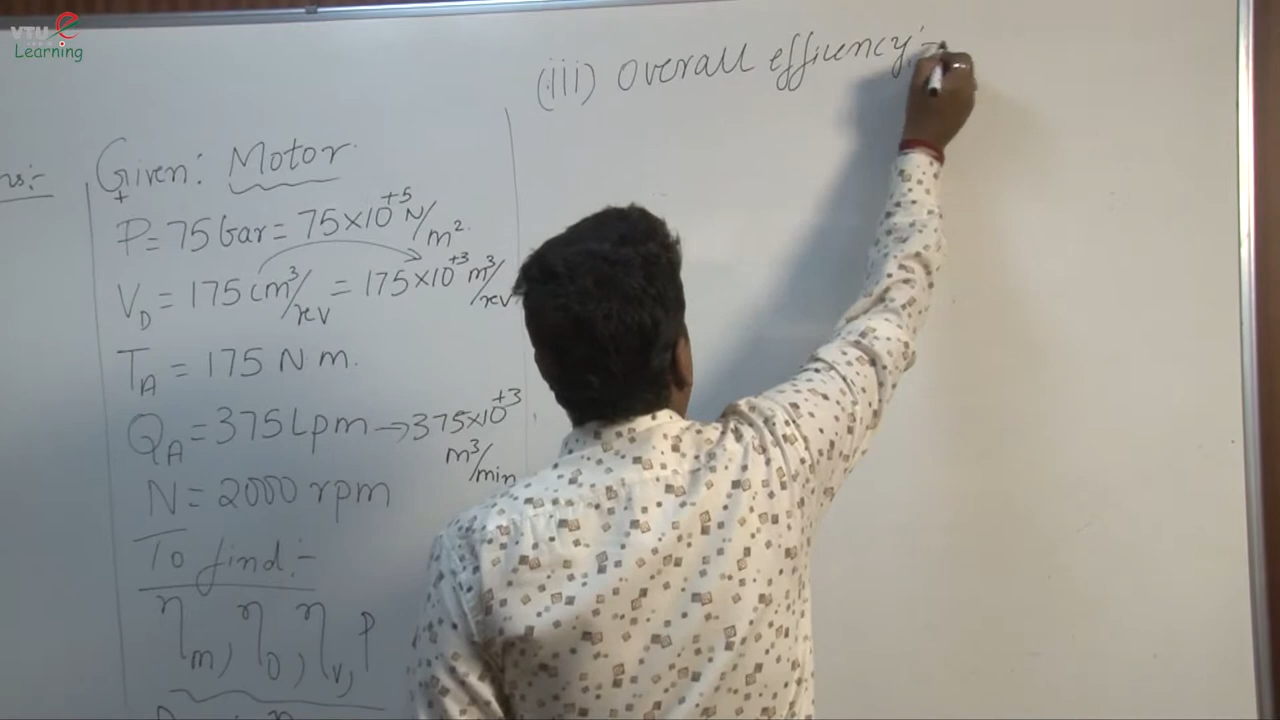 VTU e
Learning
(iii) Overall efficency:-
Given: Motor
P = 75 bar = 75×10⁺⁵ N/m².
V_D = 175 cm³/rev = 175×10⁺³ m³/rev
T_A = 175 N m.
Q_A = 375 Lpm → 375×10⁺³ m³/min
N = 2000 rpm
To find:-
η_m, η_o, η_v, P